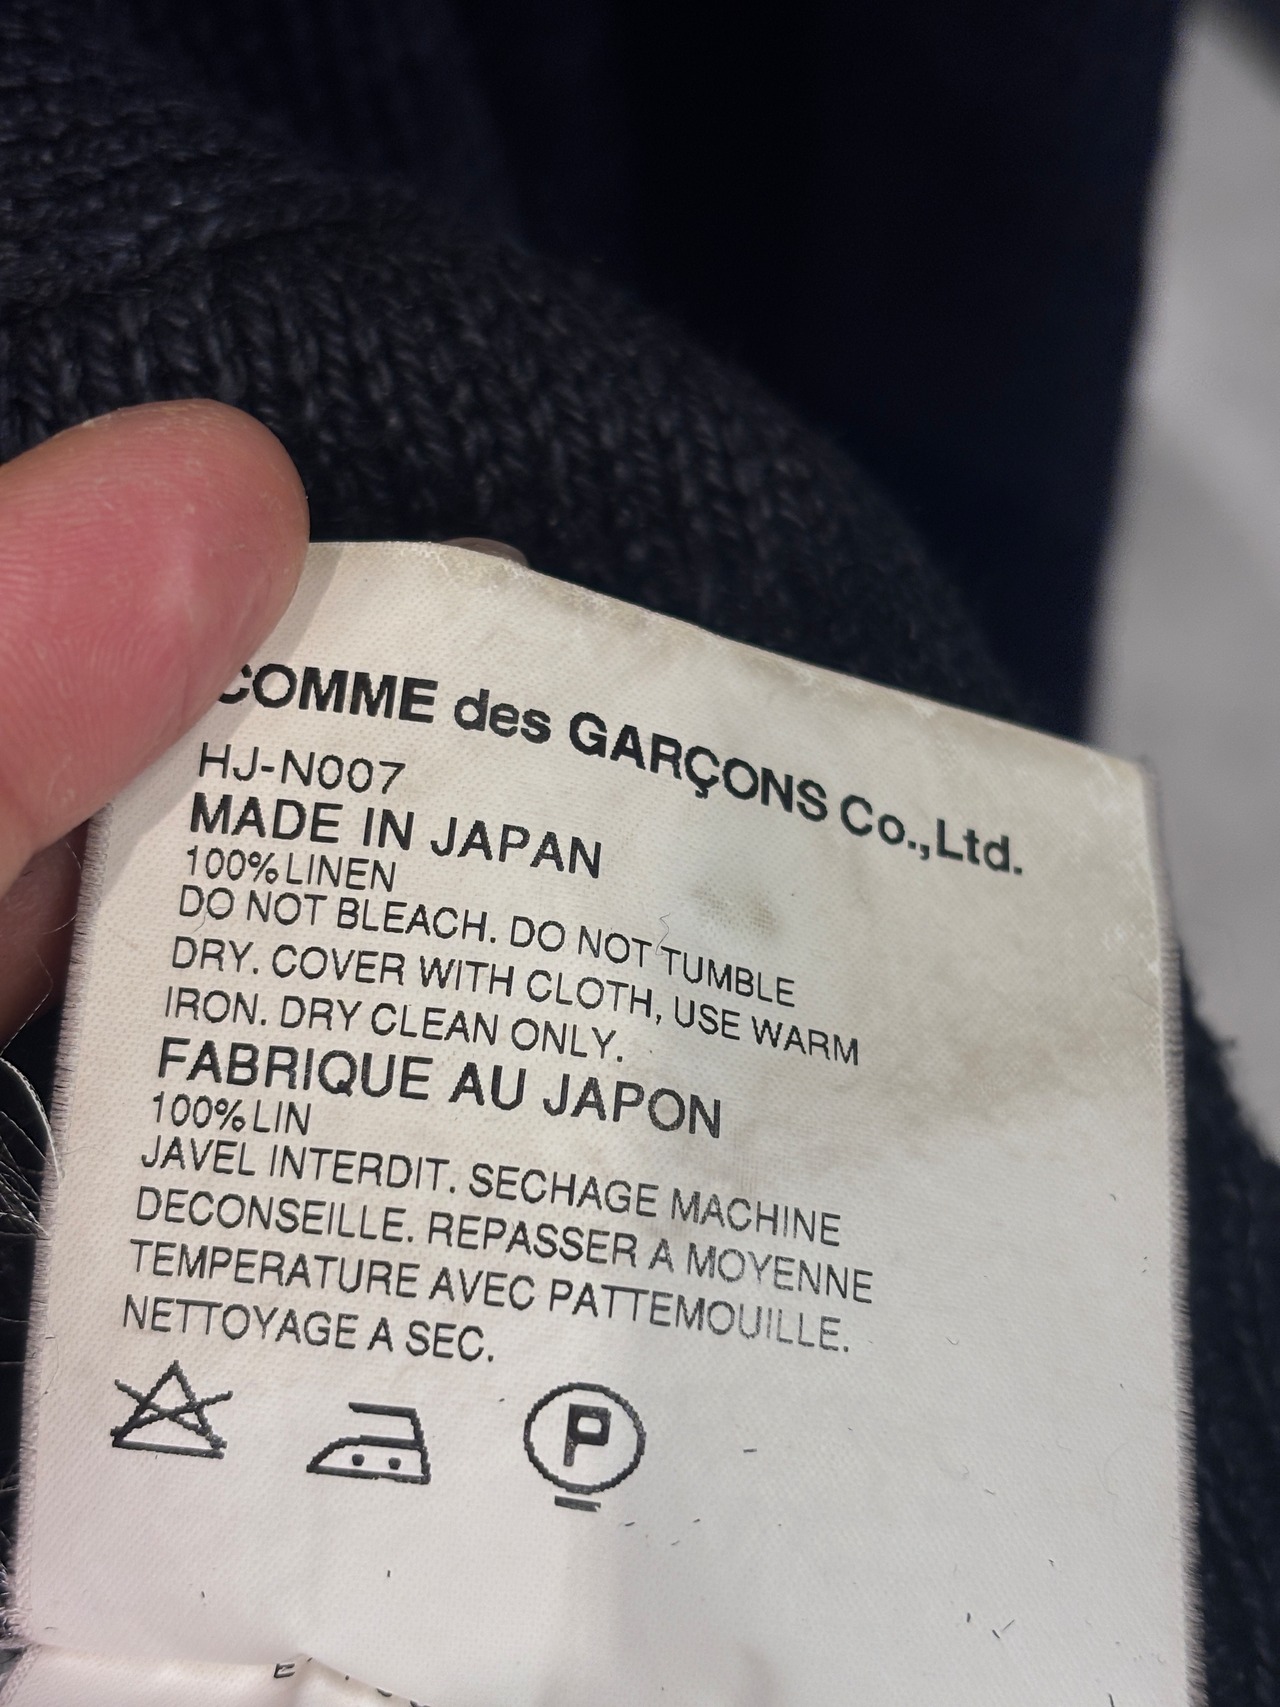 COMME des GARÇONS Co.,Ltd.
HJ-N007
MADE IN JAPAN
100%LINEN
DO NOT BLEACH. DO NOT TUMBLE
DRY. COVER WITH CLOTH, USE WARM
IRON. DRY CLEAN ONLY.
FABRIQUE AU JAPON
100%LIN
JAVEL INTERDIT. SECHAGE MACHINE
DECONSEILLE. REPASSER A MOYENNE
TEMPERATURE AVEC PATTEMOUILLE.
NETTOYAGE A SEC.
P